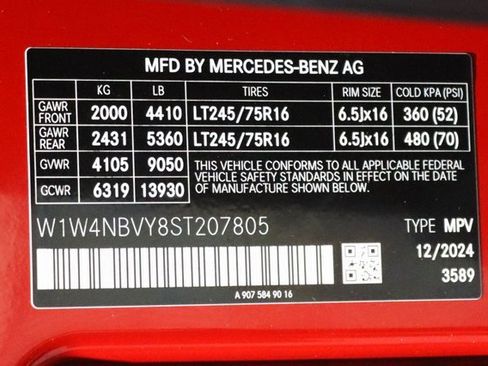 MFD BY MERCEDES-BENZ AG
KG LB TIRES RIM SIZE COLD KPA (PSI)
GAWR FRONT 2000 4410 LT245/75R16 6.5Jx16 360 (52)
GAWR REAR 2431 5360 LT245/75R16 6.5Jx16 480 (70)
GVWR 4105 9050 THIS VEHICLE CONFORMS TO ALL APPLICABLE FEDERAL
VEHICLE SAFETY STANDARDS IN EFFECT ON THE DATE
GCWR 6319 13930 OF MANUFACTURE SHOWN ABOVE.
W1W4NBVY8ST207805 TYPE MPV
12/2024
3589
A 907 584 90 16